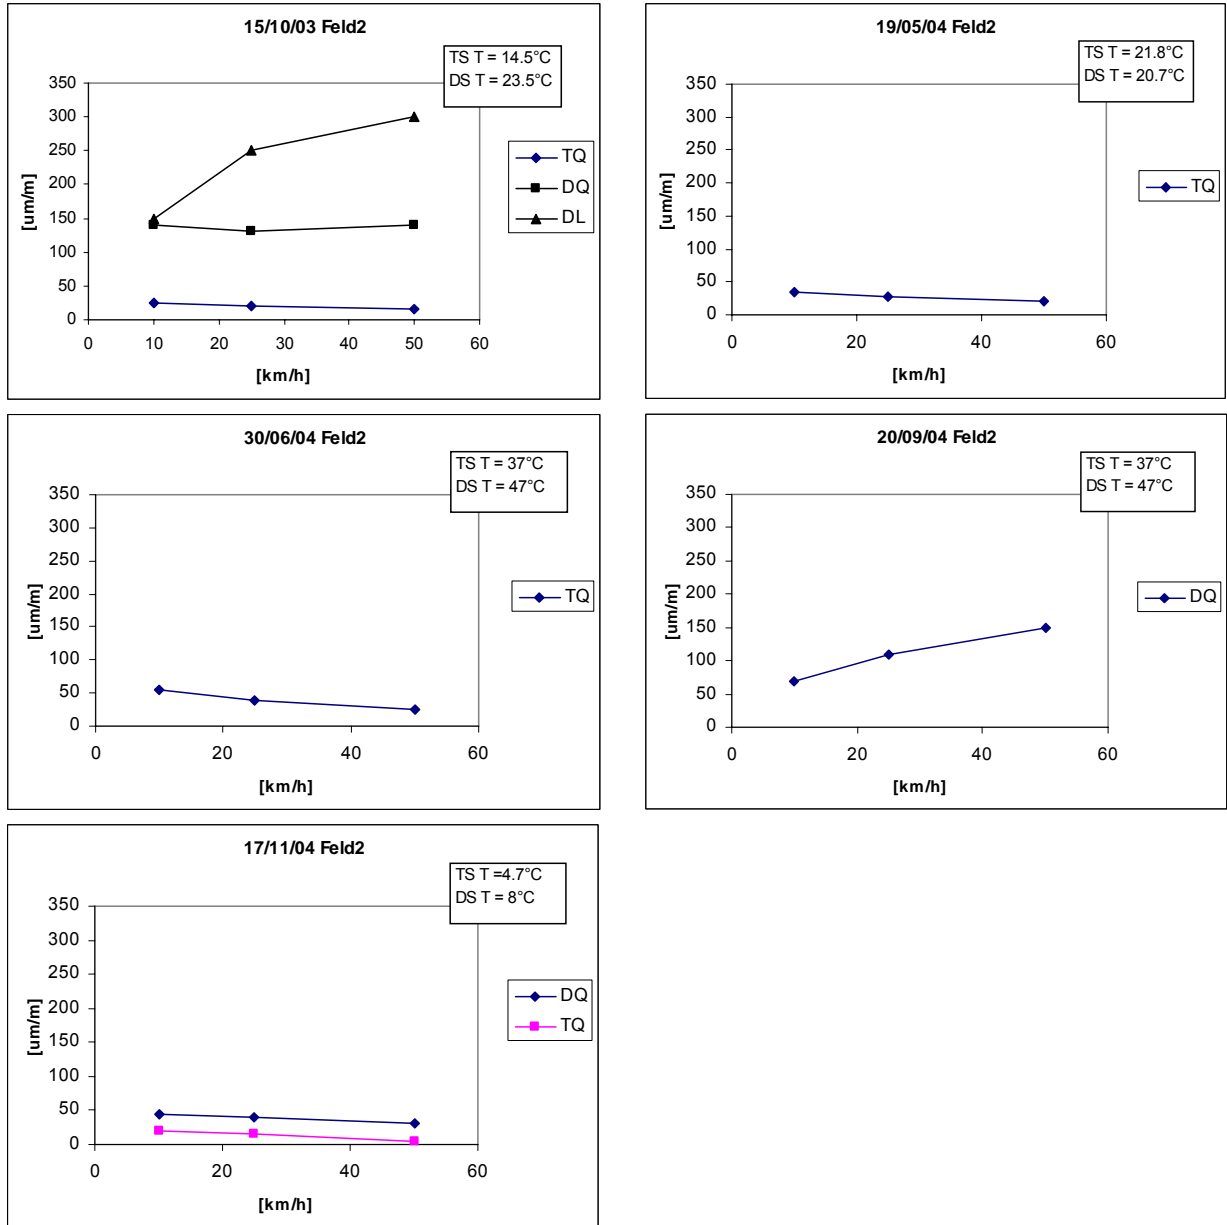 15/10/03 Feld2
TS T = 14.5°C
DS T = 23.5°C
350
300
250
200
150
100
50
0
[um/m]
0 10 20 30 40 50 60
[km/h]
TQ
DQ
DL
19/05/04 Feld2
TS T = 21.8°C
DS T = 20.7°C
350
300
250
200
150
100
50
0
[um/m]
0 20 40 60
[km/h]
TQ
30/06/04 Feld2
TS T = 37°C
DS T = 47°C
350
300
250
200
150
100
50
0
[um/m]
0 20 40 60
[km/h]
TQ
20/09/04 Feld2
TS T = 37°C
DS T = 47°C
350
300
250
200
150
100
50
0
[um/m]
0 20 40 60
[km/h]
DQ
17/11/04 Feld2
TS T =4.7°C
DS T = 8°C
350
300
250
200
150
100
50
0
[um/m]
0 20 40 60
[km/h]
DQ
TQ